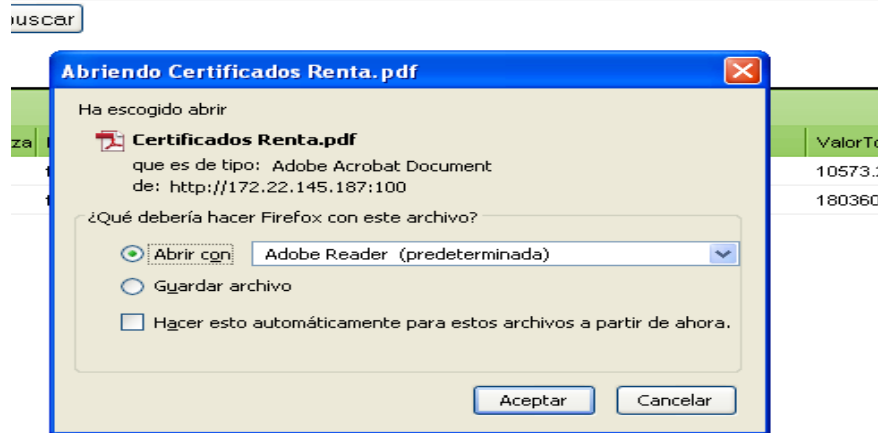 buscar
Abriendo Certificados Renta.pdf
Ha escogido abrir
Certificados Renta.pdf
que es de tipo: Adobe Acrobat Document
de: http://172.22.145.187:100
¿Qué debería hacer Firefox con este archivo?
Abrir con Adobe Reader (predeterminada)
Guardar archivo
Hacer esto automáticamente para estos archivos a partir de ahora.
Aceptar Cancelar
za
ValorTo
10573.
180360